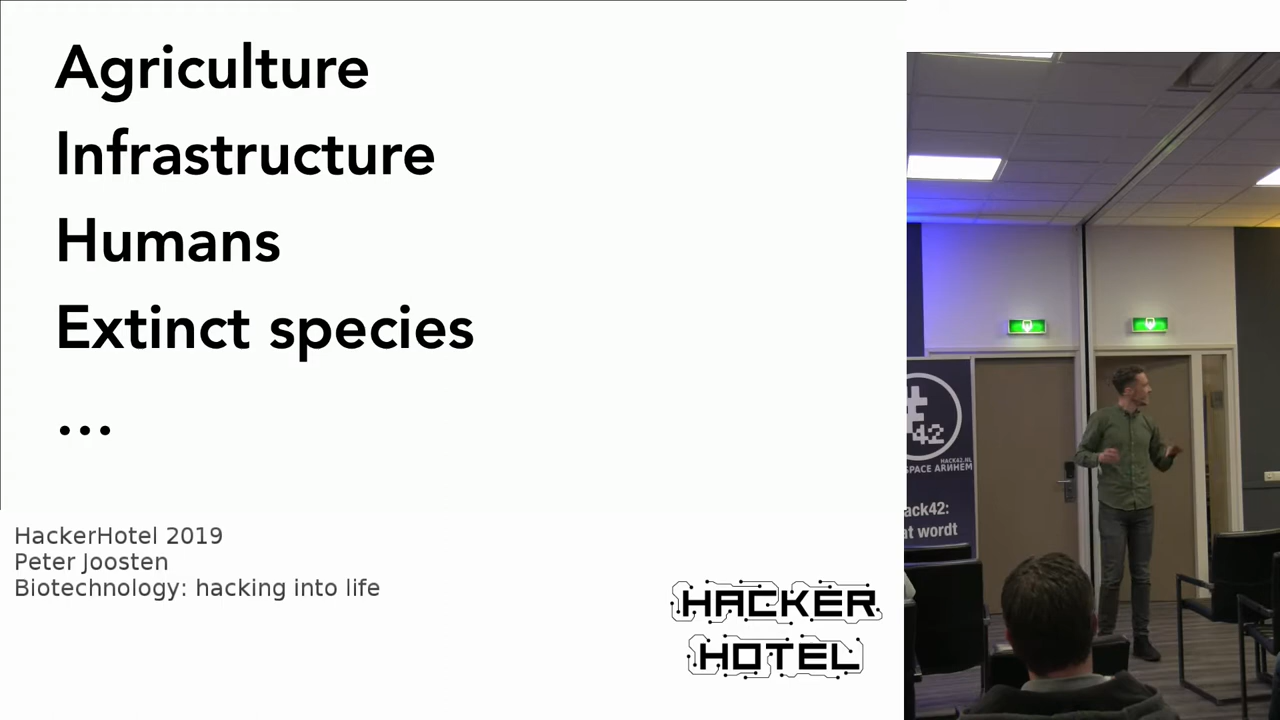 Agriculture
Infrastructure
Humans
Extinct species
...
HackerHotel 2019
Peter Joosten
Biotechnology: hacking into life
HACKER
HOTEL
#
42
HACK42.NL
SPACE ARNHEM
ack42:
at wordt